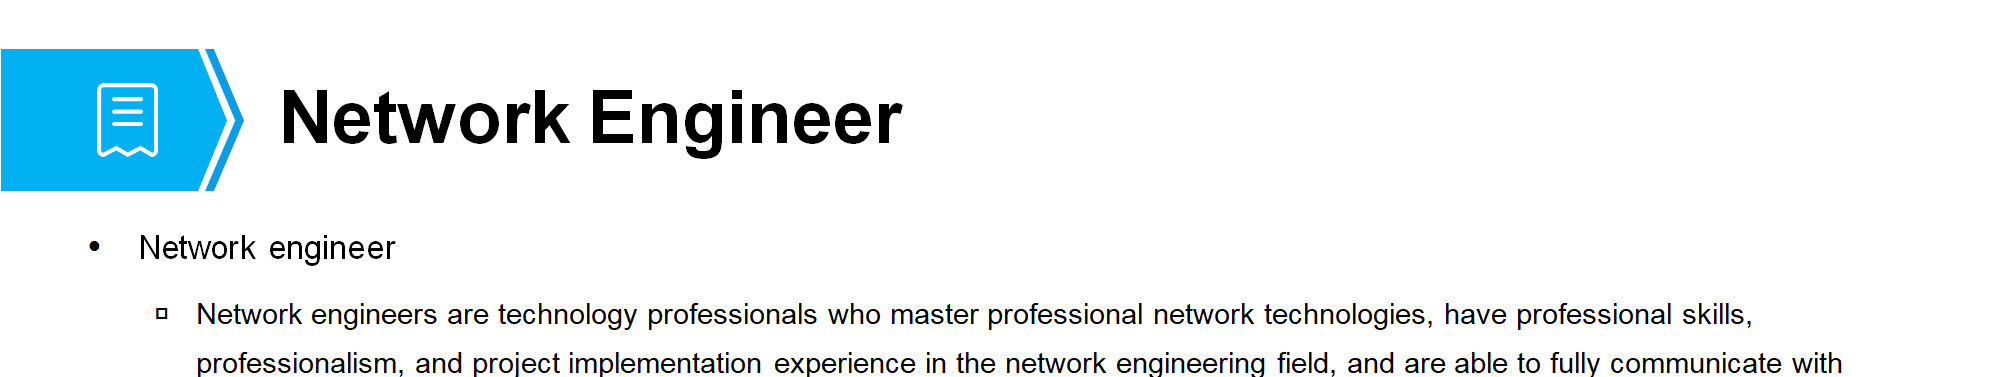 Network Engineer
• Network engineer
▫ Network engineers are technology professionals who master professional network technologies, have professional skills,
professionalism, and project implementation experience in the network engineering field, and are able to fully communicate with